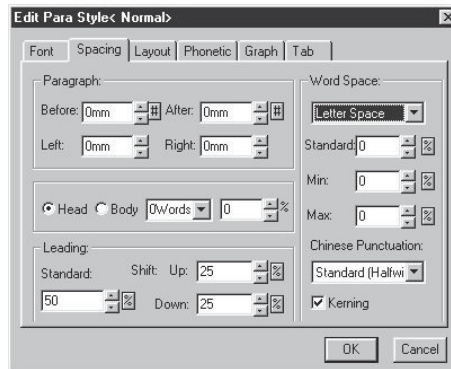 Edit Para Style< Normal>
Font Spacing Layout Phonetic Graph Tab
Paragraph:
Before: 0mm # After: 0mm #
Left: 0mm Right: 0mm
Head Body 0Words 0 %
Leading:
Standard: Shift: Up: 25 %
50 % Down: 25 %
Word Space:
Letter Space
Standard: 0 %
Min: 0 %
Max: 0 %
Chinese Punctuation:
Standard (Halfwi
Kerning
OK Cancel